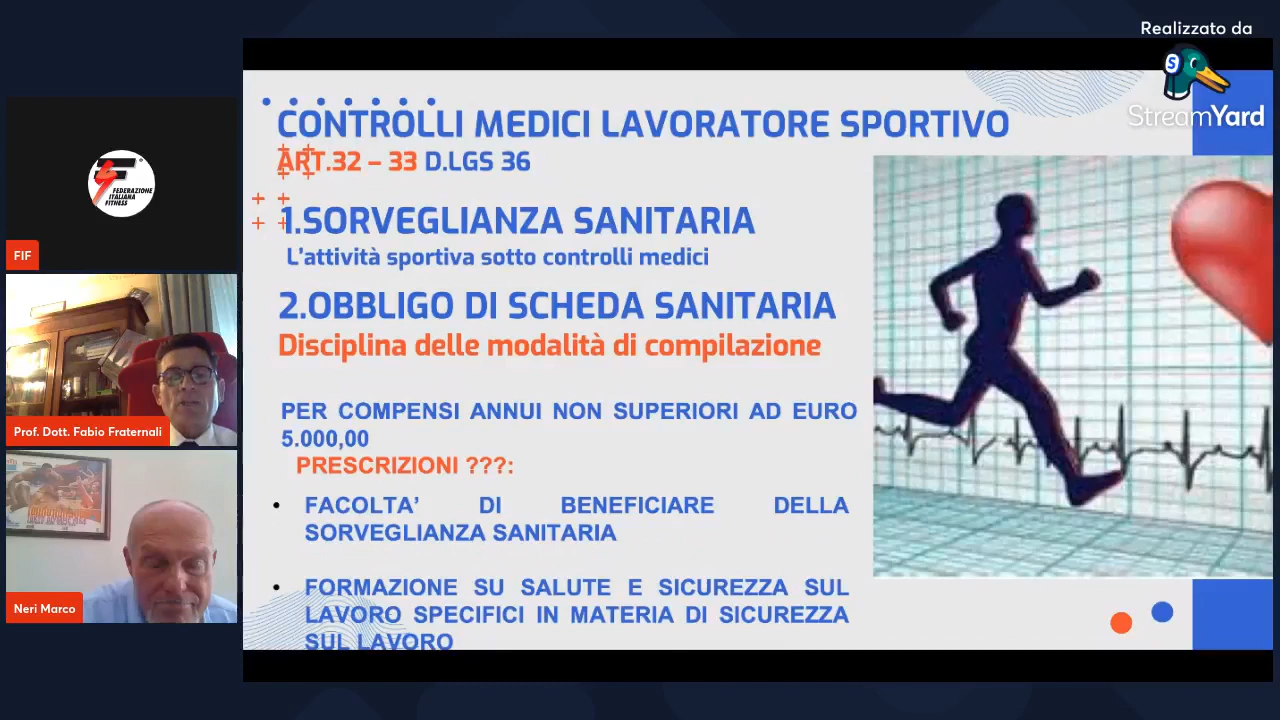 Realizzato da
StreamYard
FEDERAZIONE
ITALIANA
FITNESS
FIF
Prof. Dott. Fabio Fraternali
Neri Marco
CONTROLLI MEDICI LAVORATORE SPORTIVO
ART.32 – 33 D.LGS 36
1.SORVEGLIANZA SANITARIA
L'attività sportiva sotto controlli medici
2.OBBLIGO DI SCHEDA SANITARIA
Disciplina delle modalità di compilazione
PER COMPENSI ANNUI NON SUPERIORI AD EURO
5.000,00
PRESCRIZIONI ???:
• FACOLTA' DI BENEFICIARE DELLA
SORVEGLIANZA SANITARIA
• FORMAZIONE SU SALUTE E SICUREZZA SUL
LAVORO SPECIFICI IN MATERIA DI SICUREZZA
SUL LAVORO